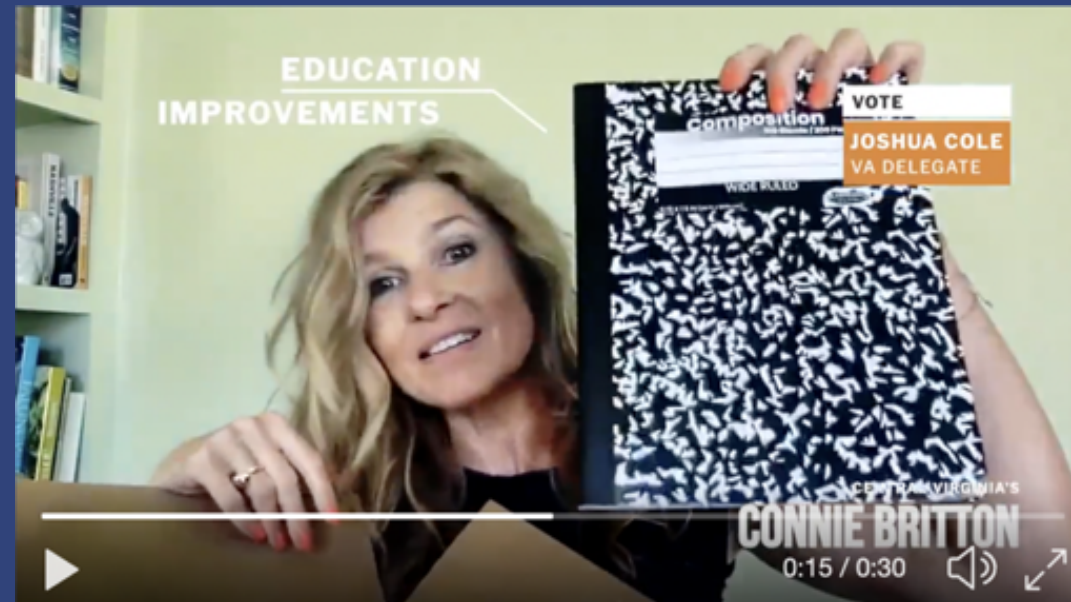 EDUCATION
IMPROVEMENTS
VOTE
JOSHUA COLE
VA DELEGATE
Composition
WIDE RULED
CENTRAL VIRGINIA'S
CONNIE BRITTON
0:15 / 0:30